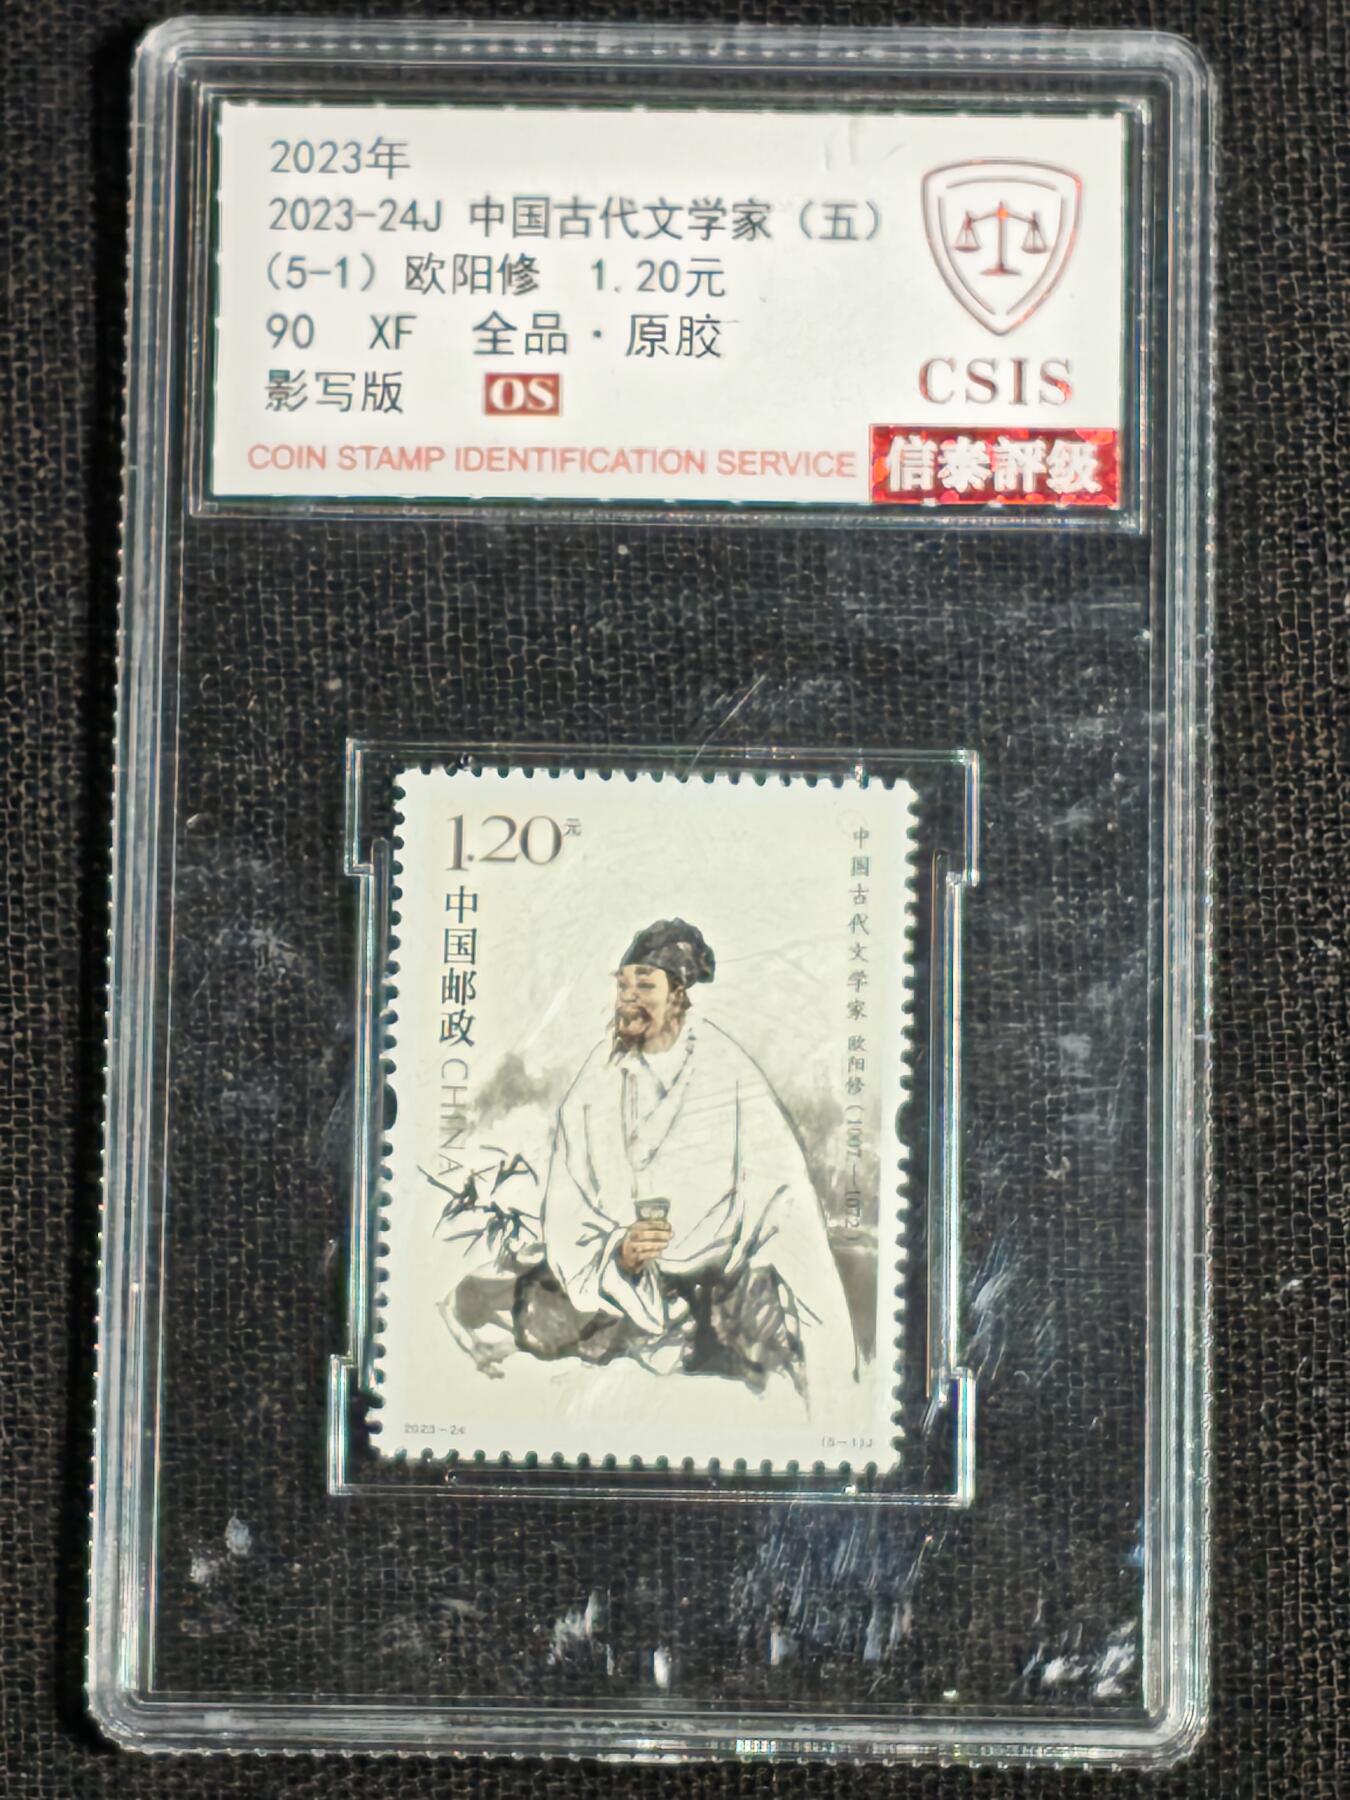 2023年
2023-24J 中国古代文学家（五）
（5-1）欧阳修 1.20元
90 XF 全品·原胶
影写版 OS
CSIS
COIN STAMP IDENTIFICATION SERVICE
信泰評级
1.20元
中国邮政 CHINA
中国古代文学家 欧阳修（1007—1072）
2023-24
(5-1)J